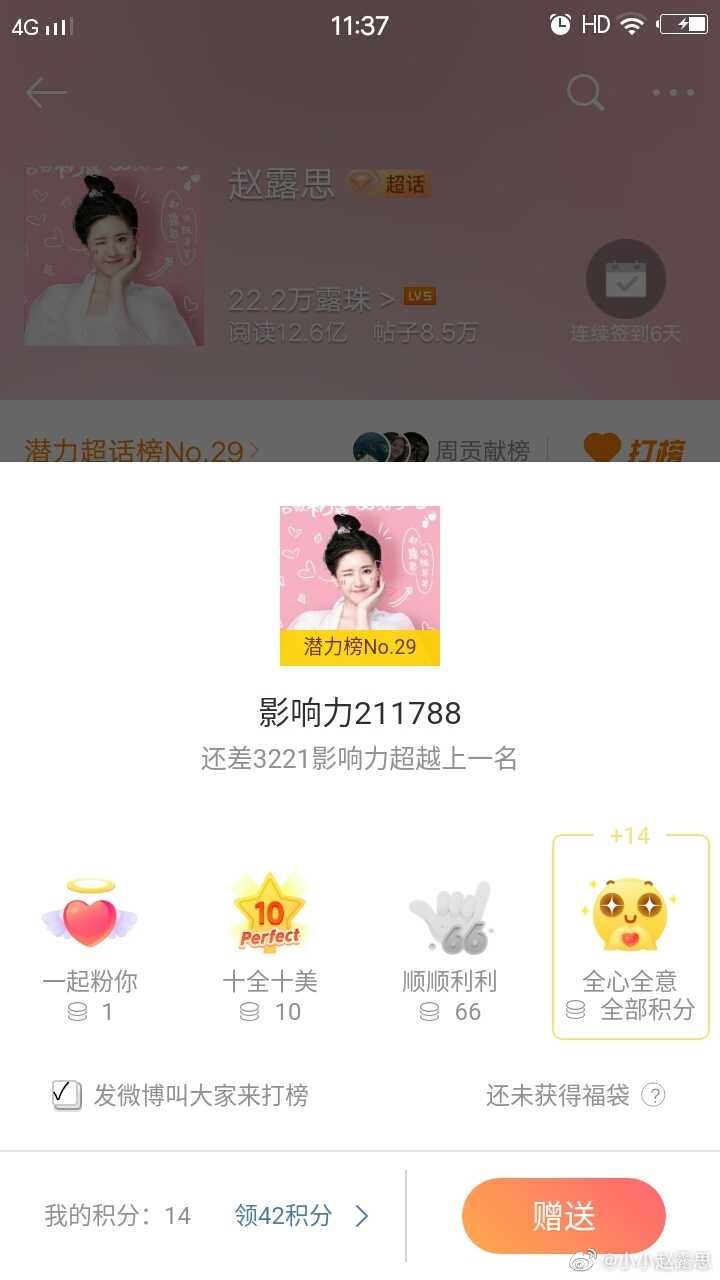 4G 11:37 HD
赵露思 超话
22.2万露珠 > LV5
阅读12.6亿 帖子8.5万
连续签到6天
潜力超话榜No.29 周贡献榜 打榜
潜力榜No.29
影响力211788
还差3221影响力超越上一名
+14
10
Perfect
66
一起粉你 十全十美 顺顺利利 全心全意
1 10 66 全部积分
发微博叫大家来打榜 还未获得福袋 ?
我的积分：14 领42积分 赠送
@小小赵露思